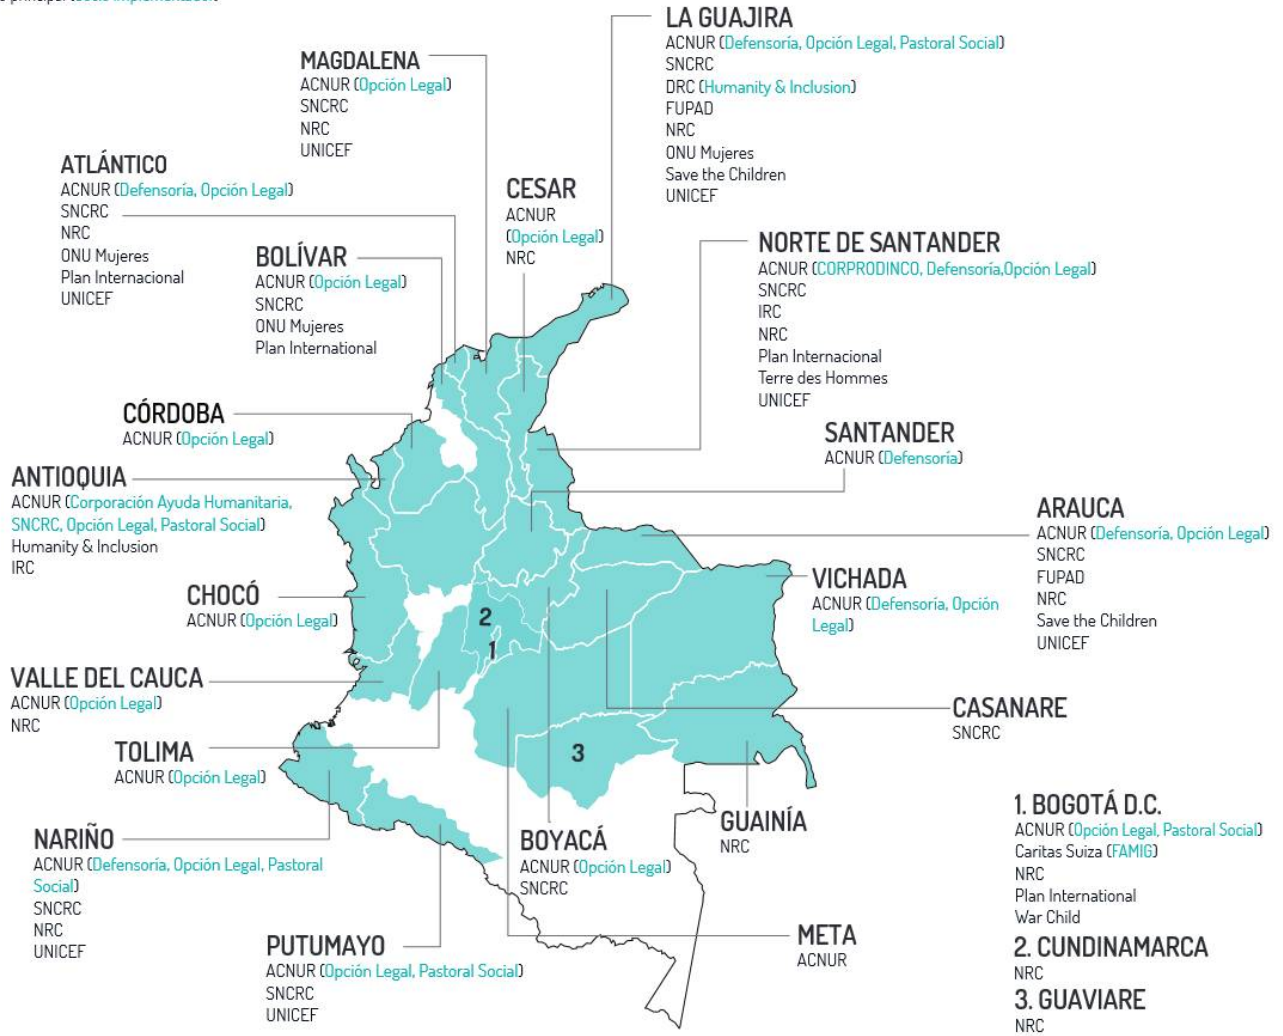 principal (Socio implementador)
LA GUAJIRA
ACNUR (Defensoría, Opción Legal, Pastoral Social)
SNCRC
DRC (Humanity & Inclusion)
FUPAD
NRC
ONU Mujeres
Save the Children
UNICEF
MAGDALENA
ACNUR (Opción Legal)
SNCRC
NRC
UNICEF
ATLÁNTICO
ACNUR (Defensoría, Opción Legal)
SNCRC
NRC
ONU Mujeres
Plan Internacional
UNICEF
CESAR
ACNUR
(Opción Legal)
NRC
BOLÍVAR
ACNUR (Opción Legal)
SNCRC
ONU Mujeres
Plan International
NORTE DE SANTANDER
ACNUR (CORPRODINCO, Defensoría,Opción Legal)
SNCRC
IRC
NRC
Plan Internacional
Terre des Hommes
UNICEF
CÓRDOBA
ACNUR (Opción Legal)
SANTANDER
ACNUR (Defensoría)
ANTIOQUIA
ACNUR (Corporación Ayuda Humanitaria,
SNCRC, Opción Legal, Pastoral Social)
Humanity & Inclusion
IRC
ARAUCA
ACNUR (Defensoría, Opción Legal)
SNCRC
FUPAD
NRC
Save the Children
UNICEF
CHOCÓ
ACNUR (Opción Legal)
VICHADA
ACNUR (Defensoría, Opción
Legal)
2
1
VALLE DEL CAUCA
ACNUR (Opción Legal)
NRC
CASANARE
SNCRC
TOLIMA
ACNUR (Opción Legal)
3
NARIÑO
ACNUR (Defensoría, Opción Legal, Pastoral
Social)
SNCRC
NRC
UNICEF
BOYACÁ
ACNUR (Opción Legal)
SNCRC
GUAINÍA
NRC
PUTUMAYO
ACNUR (Opción Legal, Pastoral Social)
SNCRC
UNICEF
META
ACNUR
1. BOGOTÁ D.C.
ACNUR (Opción Legal, Pastoral Social)
Caritas Suiza (FAMIG)
NRC
Plan International
War Child
2. CUNDINAMARCA
NRC
3. GUAVIARE
NRC